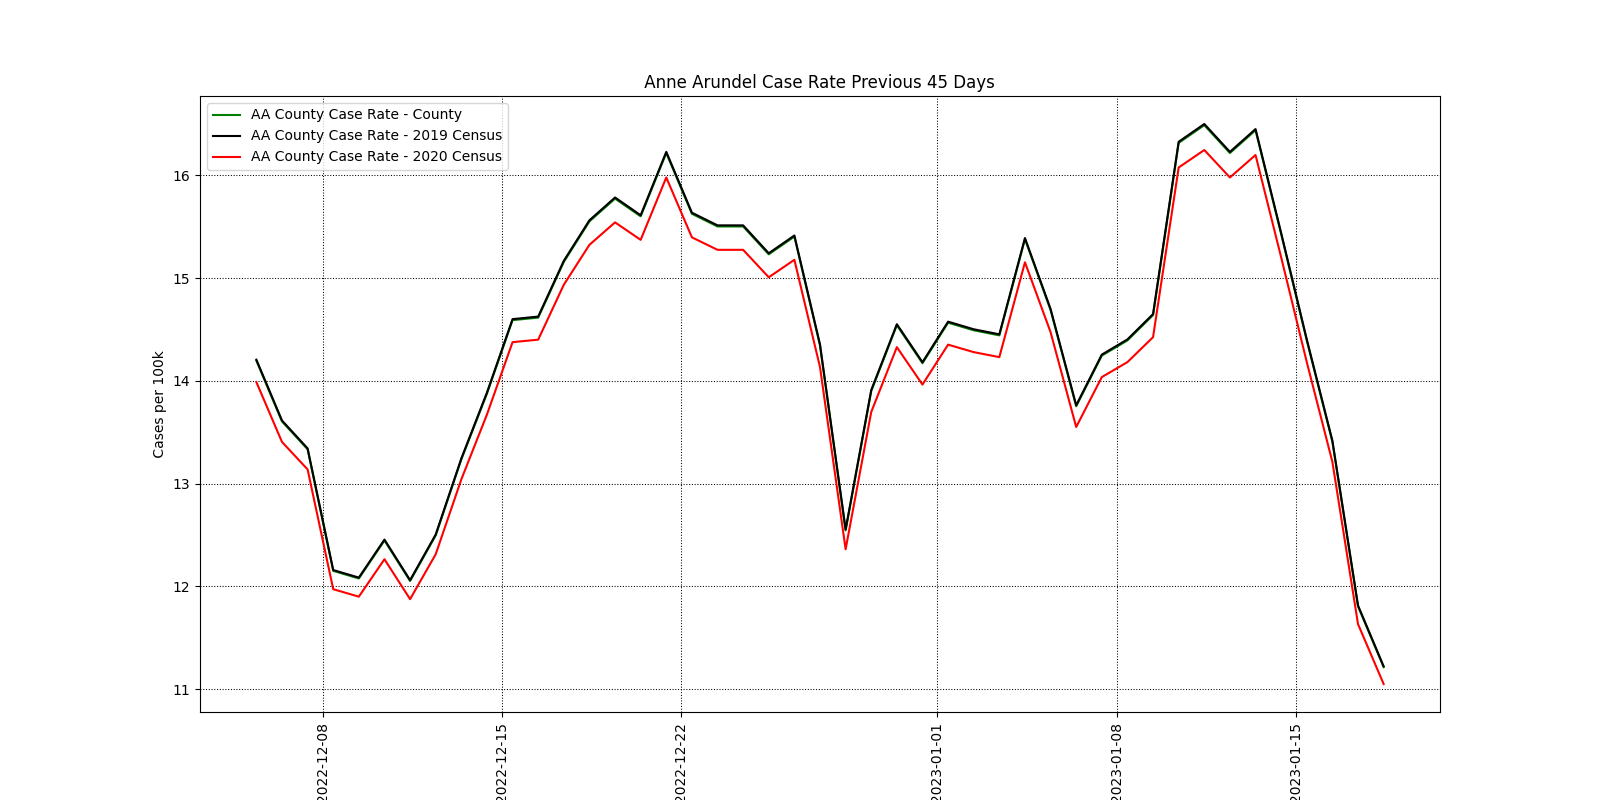 Anne Arundel Case Rate Previous 45 Days
AA County Case Rate - County
AA County Case Rate - 2019 Census
AA County Case Rate - 2020 Census
Cases per 100k
16
15
14
13
12
11
2022-12-08
2022-12-15
2022-12-22
2023-01-01
2023-01-08
2023-01-15